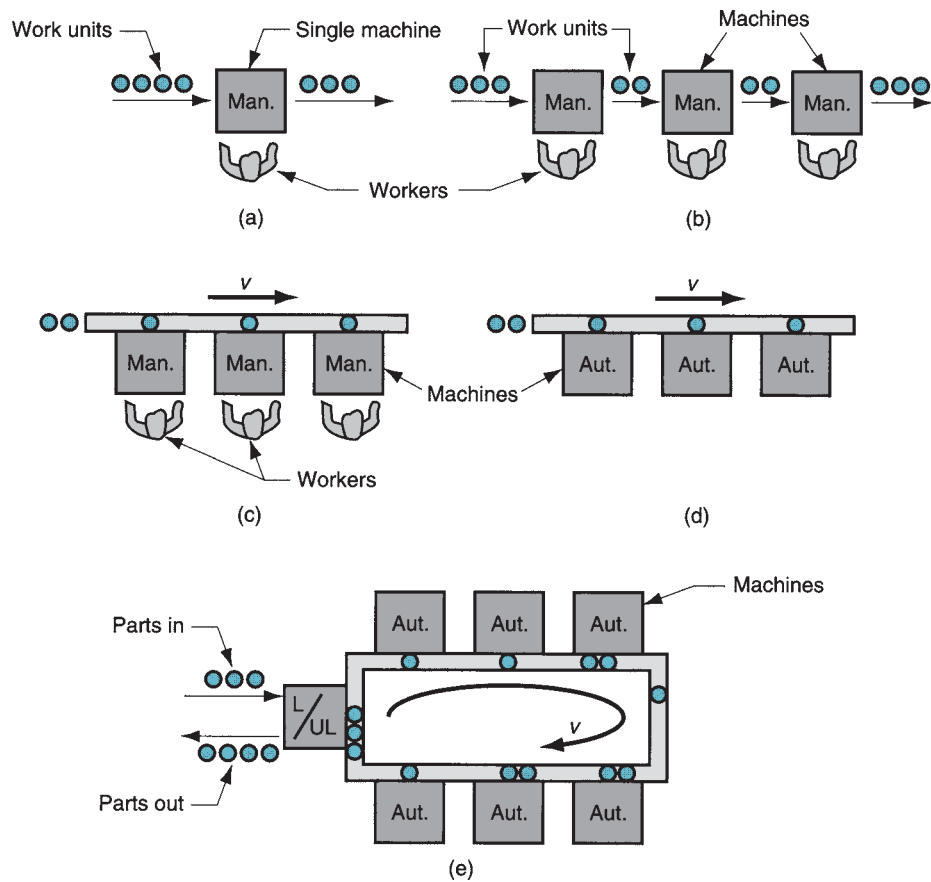 Work units
Single machine
Man.
Workers
(a)
Work units
Machines
Man.
Man.
Man.
(b)
v
Man.
Man.
Man.
Machines
Workers
(c)
v
Aut.
Aut.
Aut.
(d)
Machines
Aut.
Aut.
Aut.
Parts in
L/UL
v
Parts out
Aut.
Aut.
Aut.
(e)